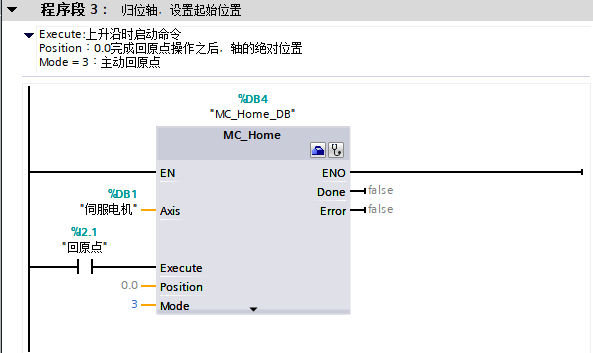 程序段 3： 归位轴，设置起始位置
Execute:上升沿时启动命令
Position：0.0完成回原点操作之后，轴的绝对位置
Mode = 3：主动回原点
%DB4
"MC_Home_DB"
MC_Home
EN ENO
Done false
%DB1
"伺服电机" Axis Error false
%I2.1
"回原点"
Execute
0.0 Position
3 Mode